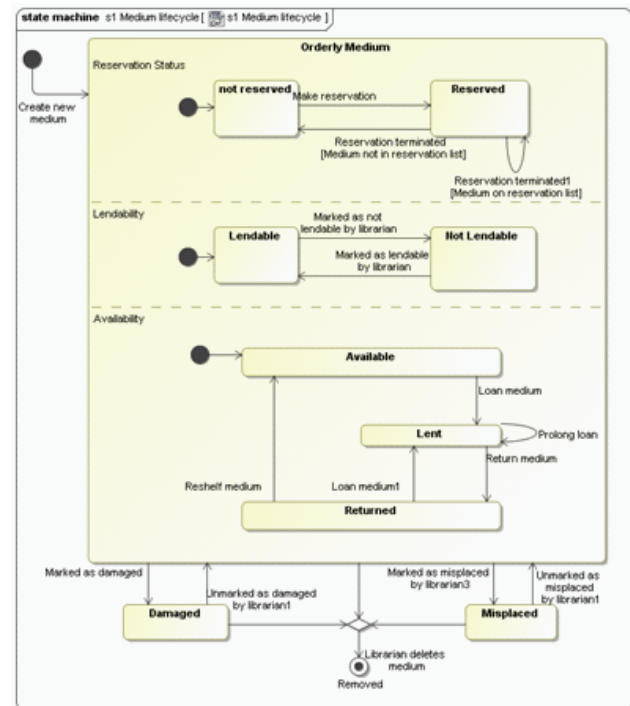 state machine s1 Medium lifecycle [ s1 Medium lifecycle ]
Orderly Medium
Create new
medium
Reservation Status
not reserved
Make reservation
Reserved
Reservation terminated
[Medium not in reservation list]
Reservation terminated1
[Medium on reservation list]
Lendability
Lendable
Marked as not
lendable by librarian
Marked as lendable
by librarian
Not Lendable
Availability
Available
Loan medium
Lent
Prolong loan
Return medium
Reshelf medium
Loan medium1
Returned
Marked as damaged
Unmarked as damaged
by librarian1
Marked as misplaced
by librarian3
Unmarked as
misplaced
by librarian1
Damaged
Misplaced
Librarian deletes
medium
Removed